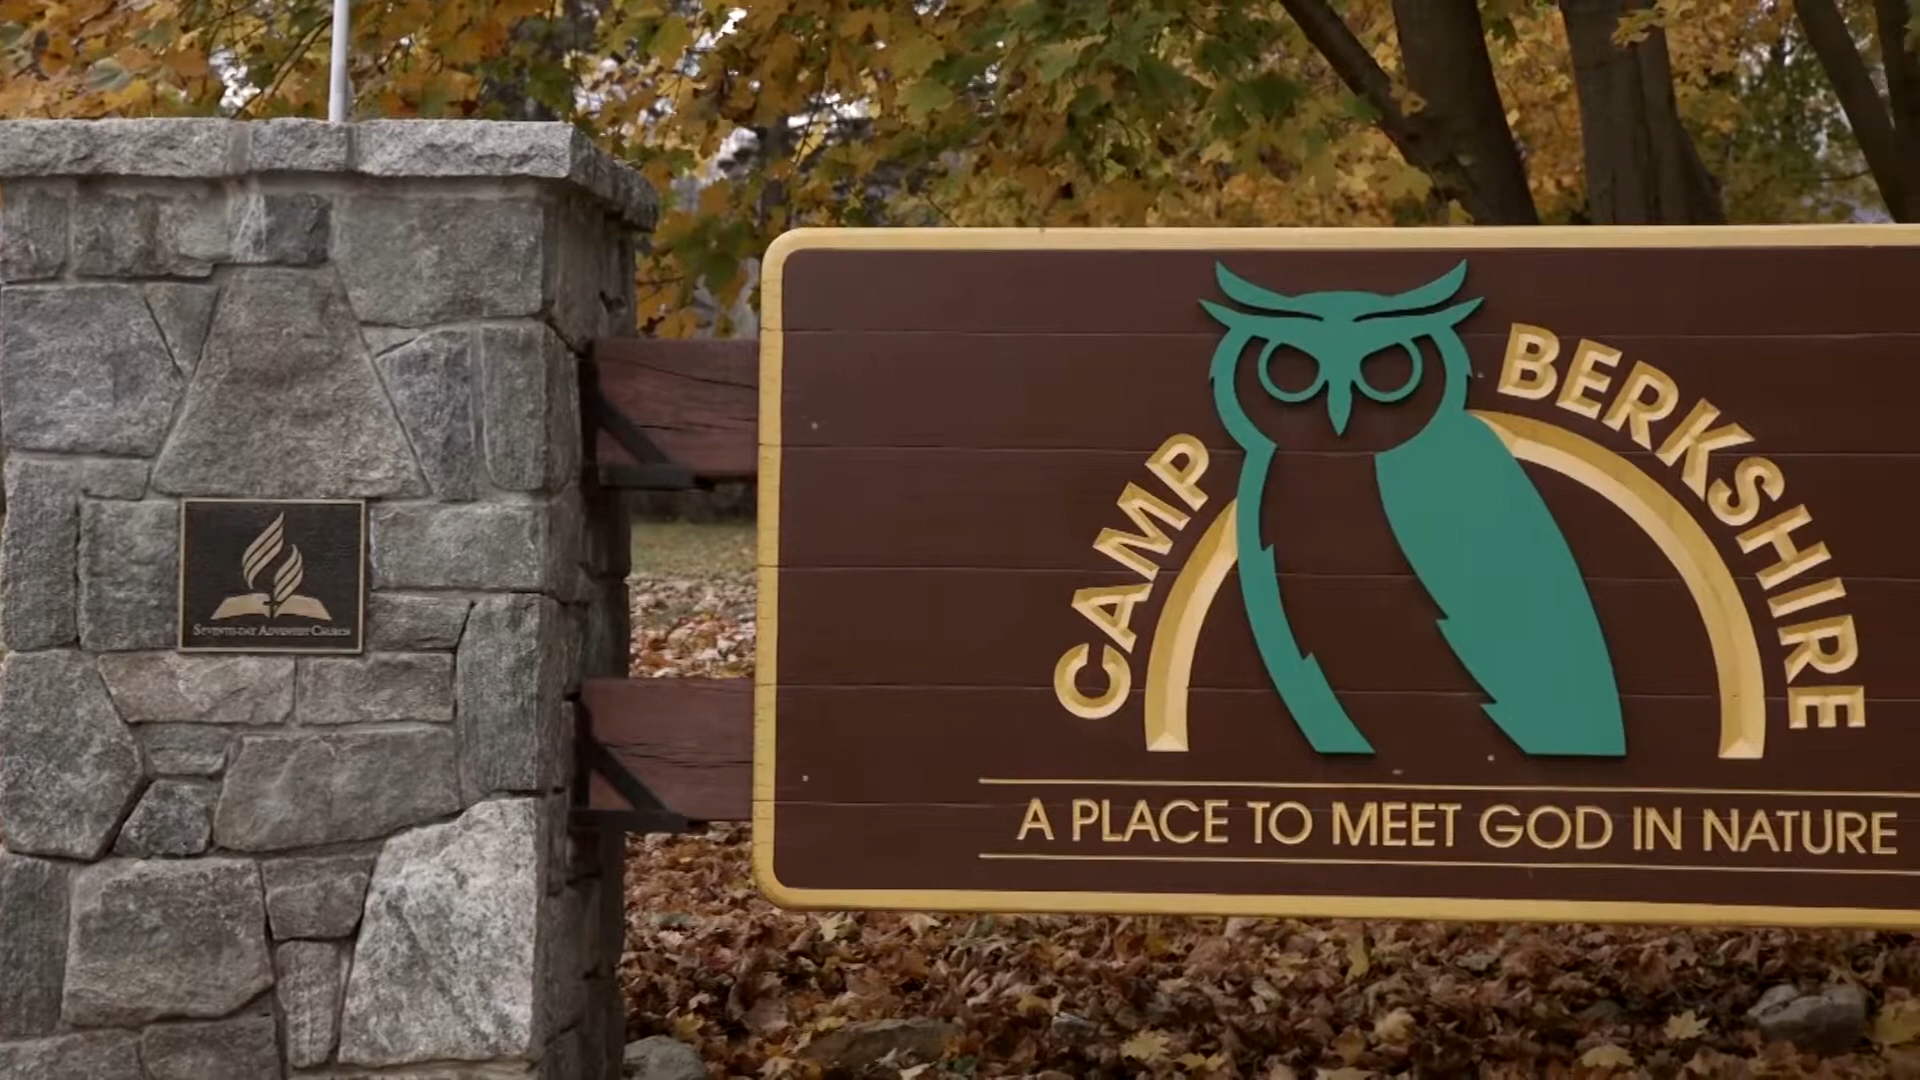 SEVENTH-DAY ADVENTIST CHURCH
CAMP BERKSHIRE
A PLACE TO MEET GOD IN NATURE